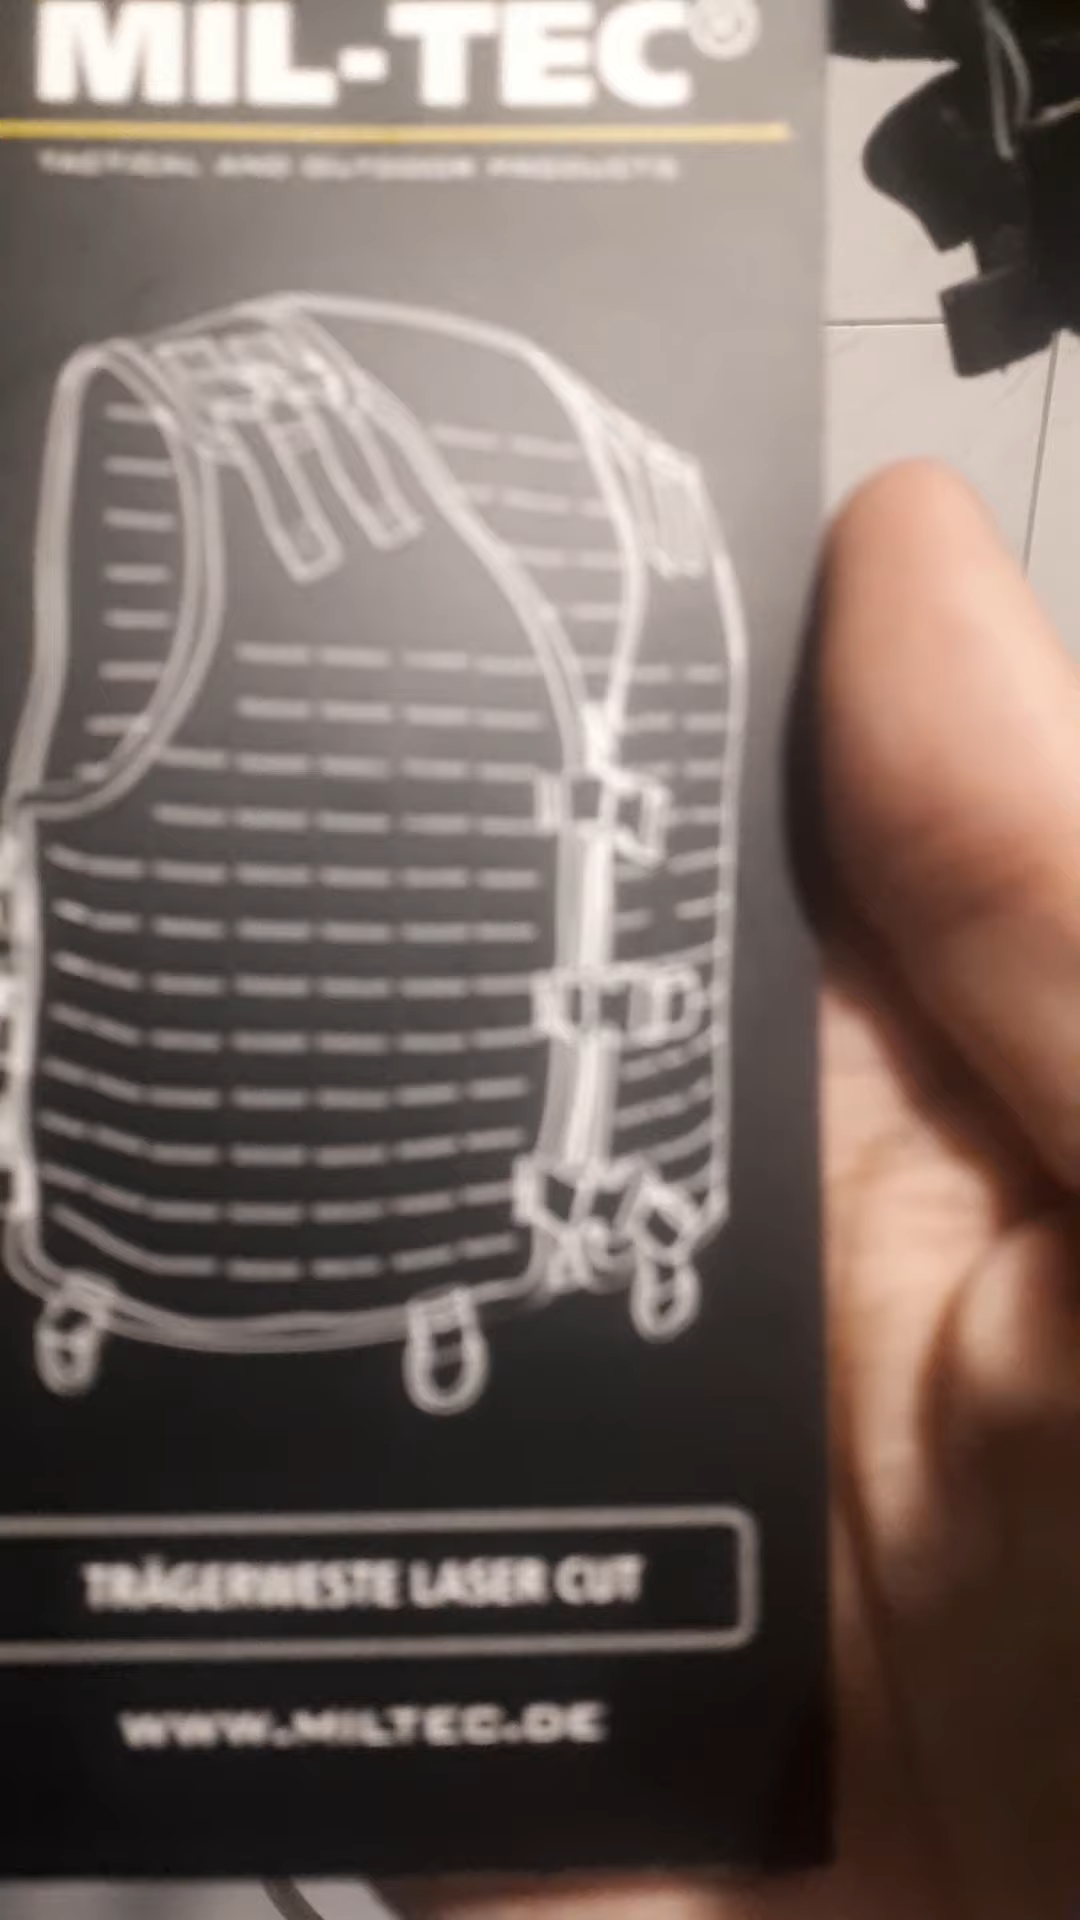 MIL-TEC®
TACTICAL AND OUTDOOR PRODUCTS
TRÄGERWESTE LASER CUT
WWW.MILTEC.DE